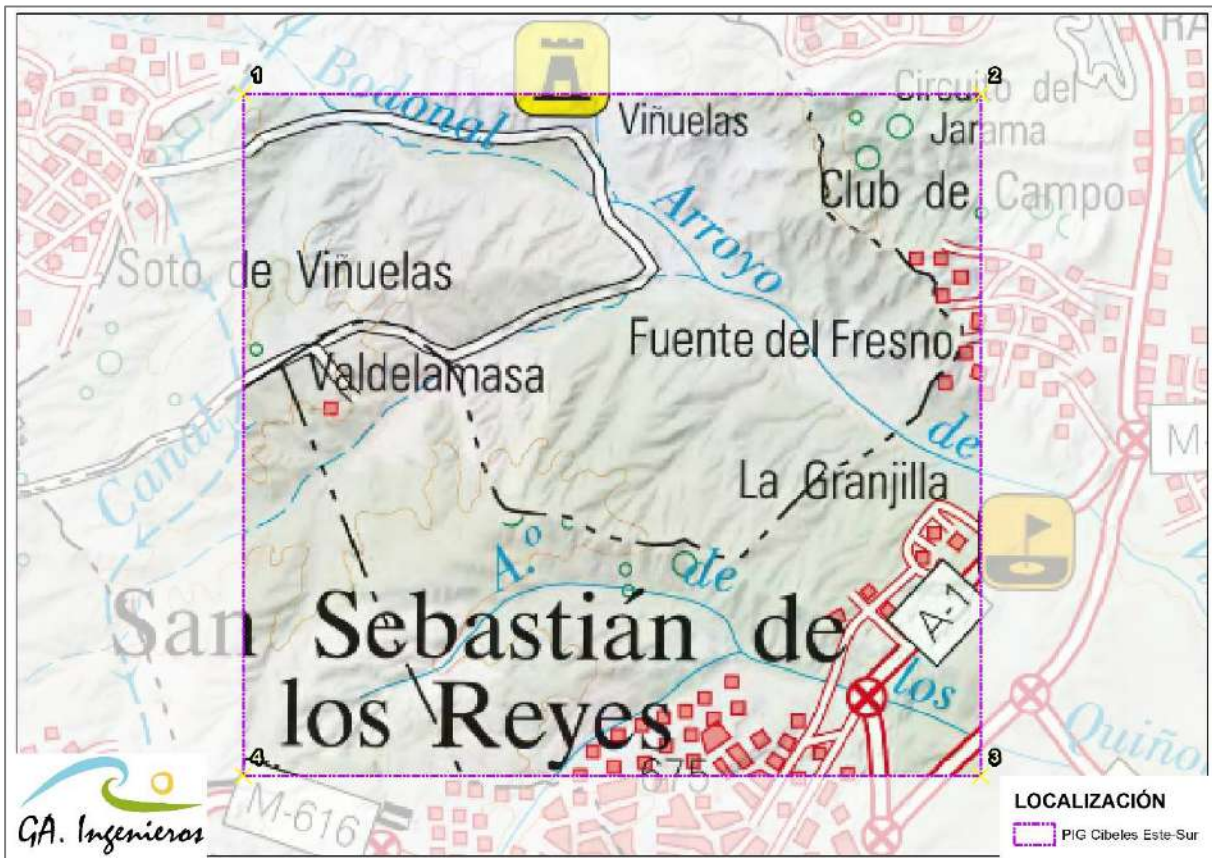 1
2
Bodonal
Viñuelas
Circuito del
Jarama
Club de Campo
Arroyo
Soto de Viñuelas
Fuente del Fresno
Valdelamasa
de
M-
Canal
La Granjilla
A.º de
A-1
San Sebastián de
los Reyes
los
Quiño
4
3
675
M-616
GA. Ingenieros
LOCALIZACIÓN
PIG Cibeles Este-Sur